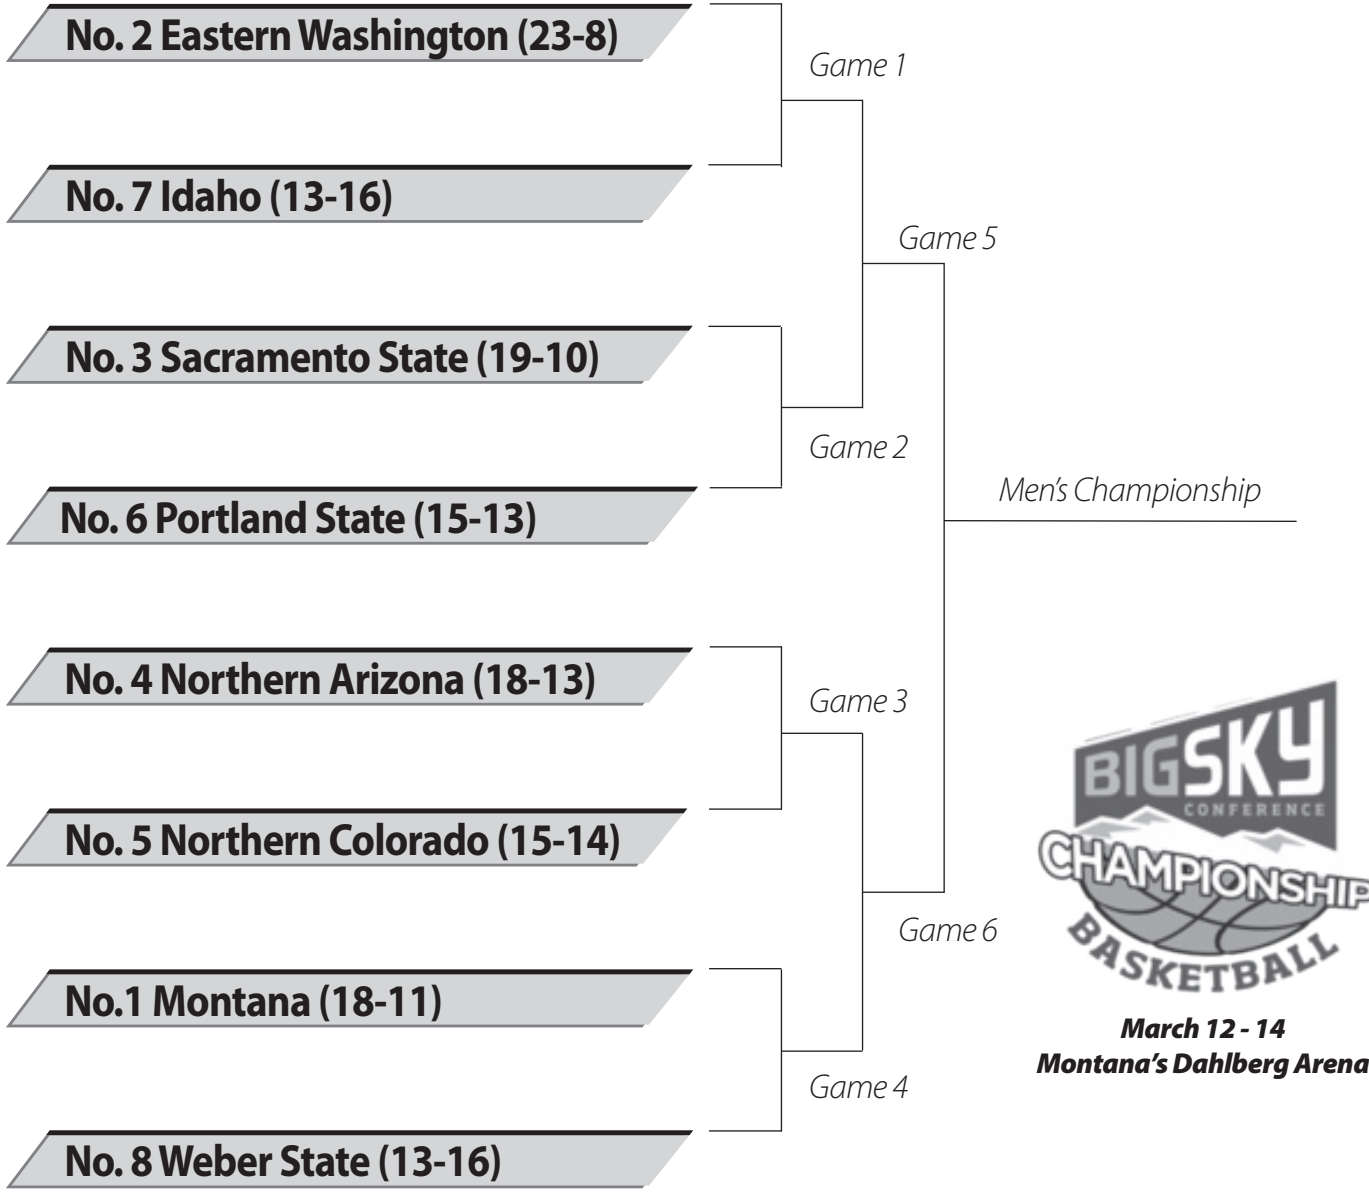 No. 2 Eastern Washington (23-8)
Game 1
No. 7 Idaho (13-16)
Game 5
No. 3 Sacramento State (19-10)
Game 2
Men's Championship
No. 6 Portland State (15-13)
No. 4 Northern Arizona (18-13)
Game 3
No. 5 Northern Colorado (15-14)
Game 6
No.1 Montana (18-11)
Game 4
No. 8 Weber State (13-16)
BIGSKY
CONFERENCE
CHAMPIONSHIP
BASKETBALL
March 12 - 14
Montana's Dahlberg Arena